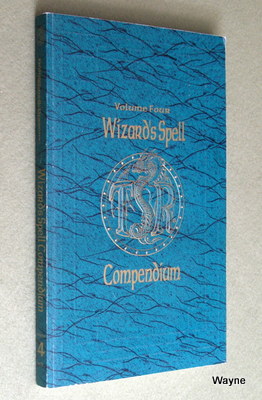 Volume Four
Wizard's Spell
TSR
Compendium
Wizard's Spell Compendium
4
Wayne